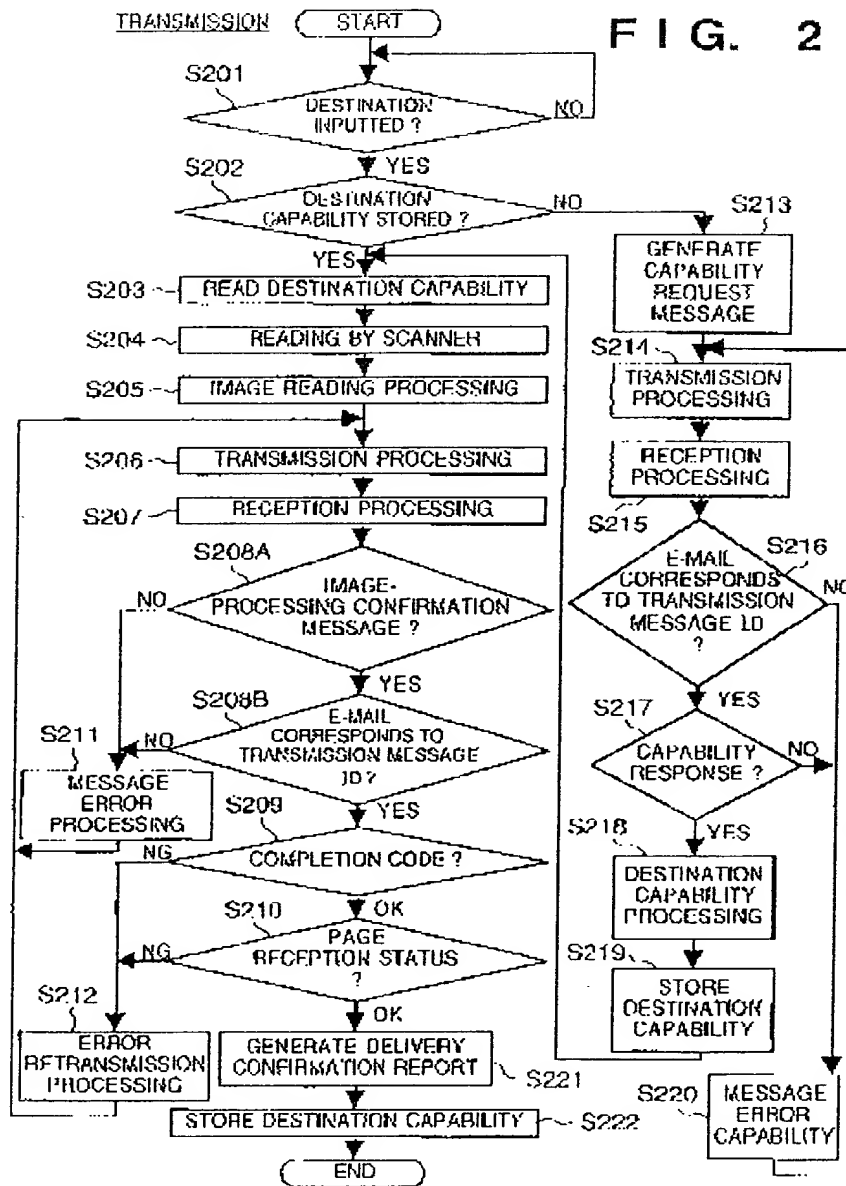 TRANSMISSION
START
FIG. 2
S201
DESTINATION
INPUTTED ?
NO
YES
S202
DESTINATION
CAPABILITY STORED ?
NO
YES
S203
READ DESTINATION CAPABILITY
S204
READING BY SCANNER
S205
IMAGE READING PROCESSING
S206
TRANSMISSION PROCESSING
S207
RECEPTION PROCESSING
S208A
IMAGE-
PROCESSING CONFIRMATION
MESSAGE ?
NO
YES
S208B
E-MAIL
CORRESPONDS TO
TRANSMISSION MESSAGE
ID ?
NO
YES
S211
MESSAGE
ERROR
PROCESSING
S209
COMPLETION CODE ?
NG
OK
S210
PAGE
RECEPTION STATUS
?
NG
OK
S212
ERROR
RETRANSMISSION
PROCESSING
GENERATE DELIVERY
CONFIRMATION REPORT
S221
STORE DESTINATION CAPABILITY
S222
END
S213
GENERATE
CAPABILITY
REQUEST
MESSAGE
S214
TRANSMISSION
PROCESSING
RECEPTION
PROCESSING
S215
S216
E-MAIL
CORRESPONDS
TO TRANSMISSION
MESSAGE ID
?
NO
YES
S217
CAPABILITY
RESPONSE ?
NO
YES
S218
DESTINATION
CAPABILITY
PROCESSING
S219
STORE
DESTINATION
CAPABILITY
S220
MESSAGE
ERROR
CAPABILITY